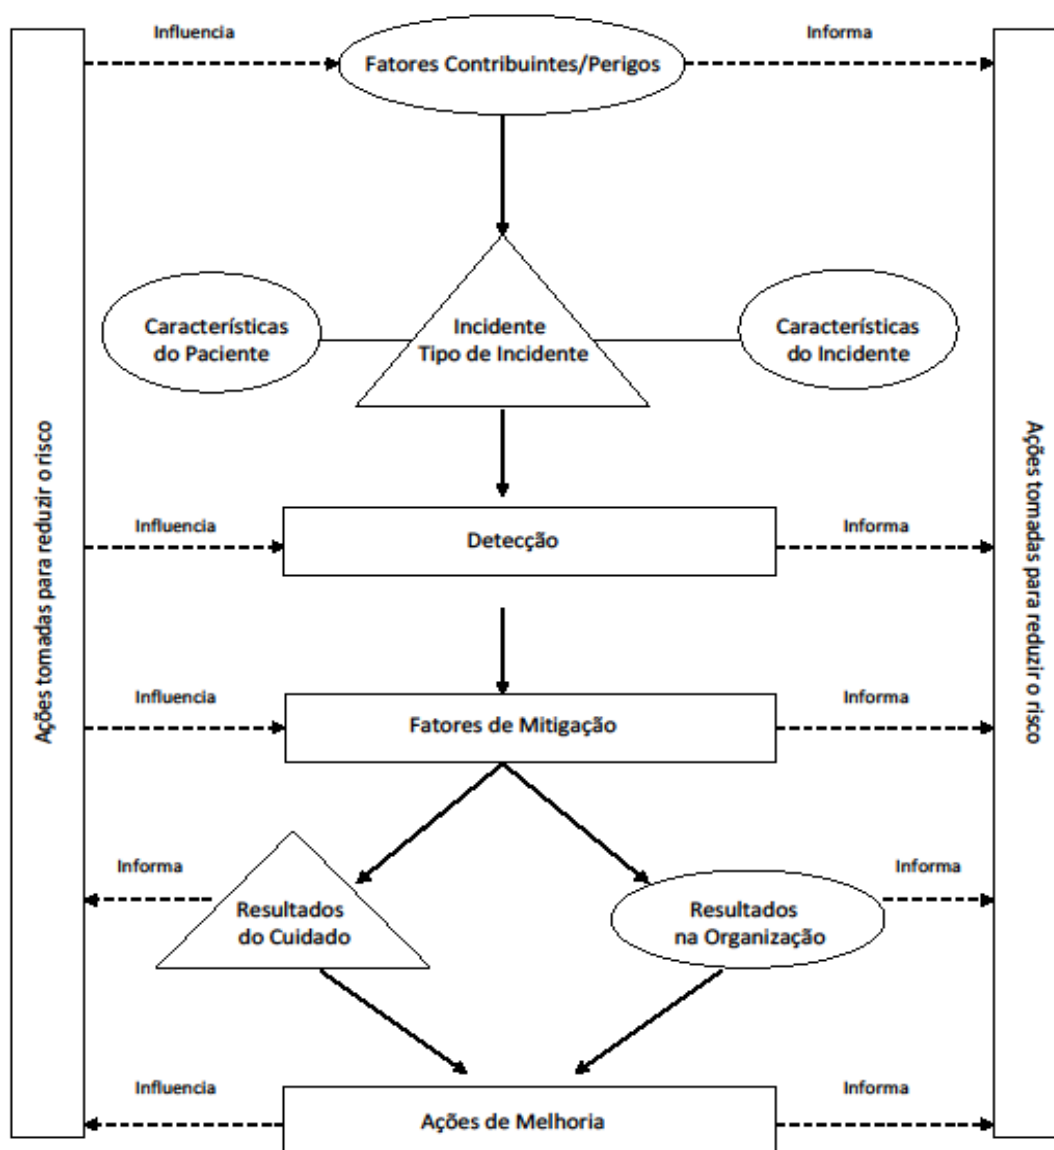 Influencia
Informa
Fatores Contribuintes/Perigos
Características
do Paciente
Incidente
Tipo de Incidente
Características
do Incidente
Ações tomadas para reduzir o risco
Ações tomadas para reduzir o risco
Influencia
Detecção
Informa
Influencia
Fatores de Mitigação
Informa
Informa
Resultados
do Cuidado
Resultados
na Organização
Informa
Influencia
Ações de Melhoria
Informa